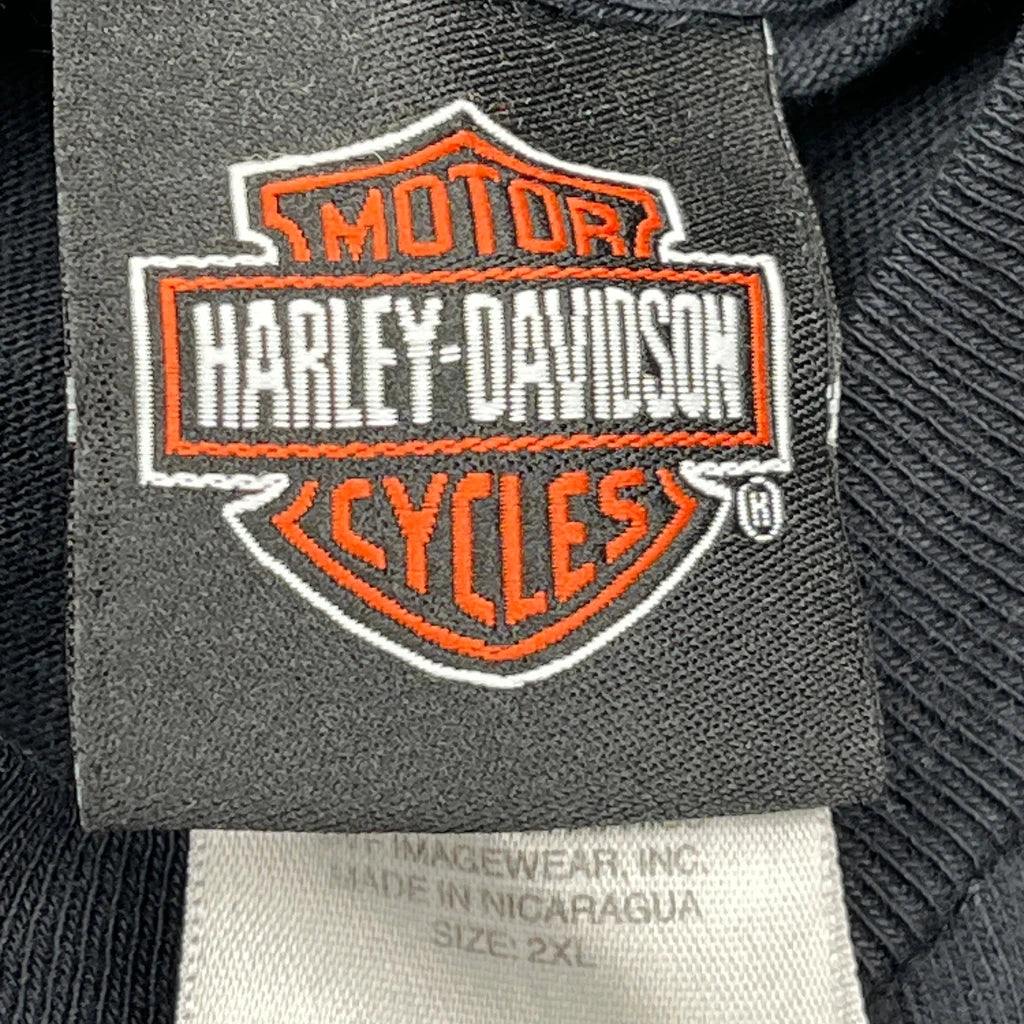 MOTOR
HARLEY-DAVIDSON
CYCLES
®
IMAGEWEAR, INC.
MADE IN NICARAGUA
SIZE: 2XL